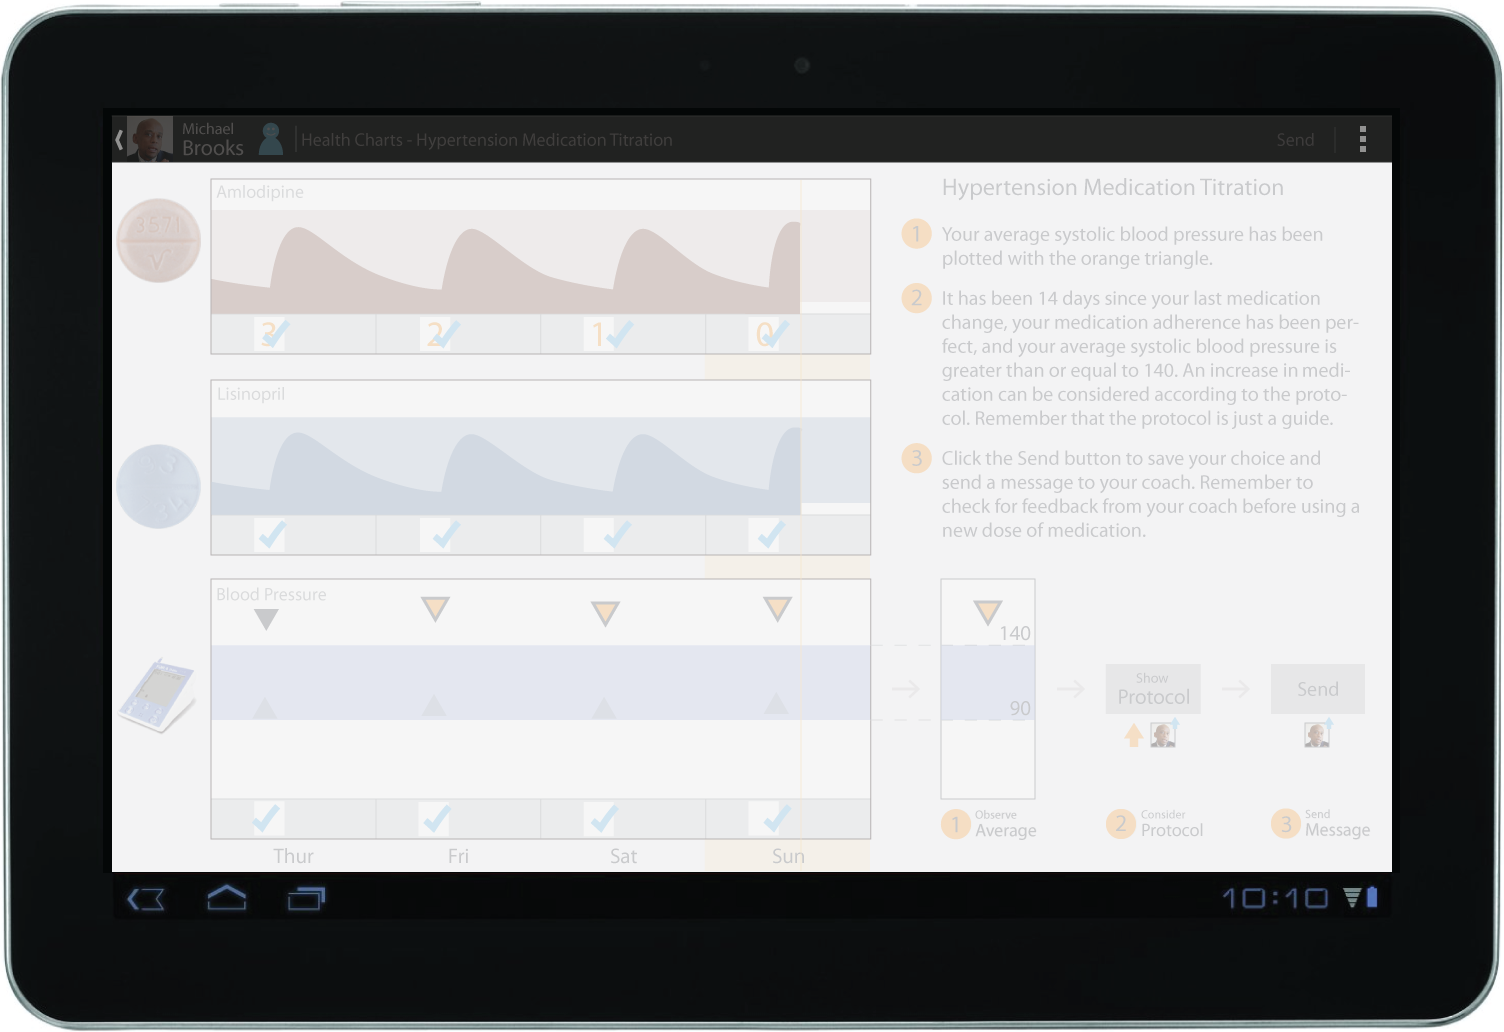 Michael
Brooks
Health Charts - Hypertension Medication Titration
Send
Amlodipine
3571
V
3 2 1 0
Lisinopril
Blood Pressure
Thur Fri Sat Sun
Hypertension Medication Titration
1 Your average systolic blood pressure has been
plotted with the orange triangle.
2 It has been 14 days since your last medication
change, your medication adherence has been per-
fect, and your average systolic blood pressure is
greater than or equal to 140. An increase in medi-
cation can be considered according to the proto-
col. Remember that the protocol is just a guide.
3 Click the Send button to save your choice and
send a message to your coach. Remember to
check for feedback from your coach before using a
new dose of medication.
140
90
Show
Protocol
Send
1 Observe
Average
2 Consider
Protocol
3 Send
Message
10:10